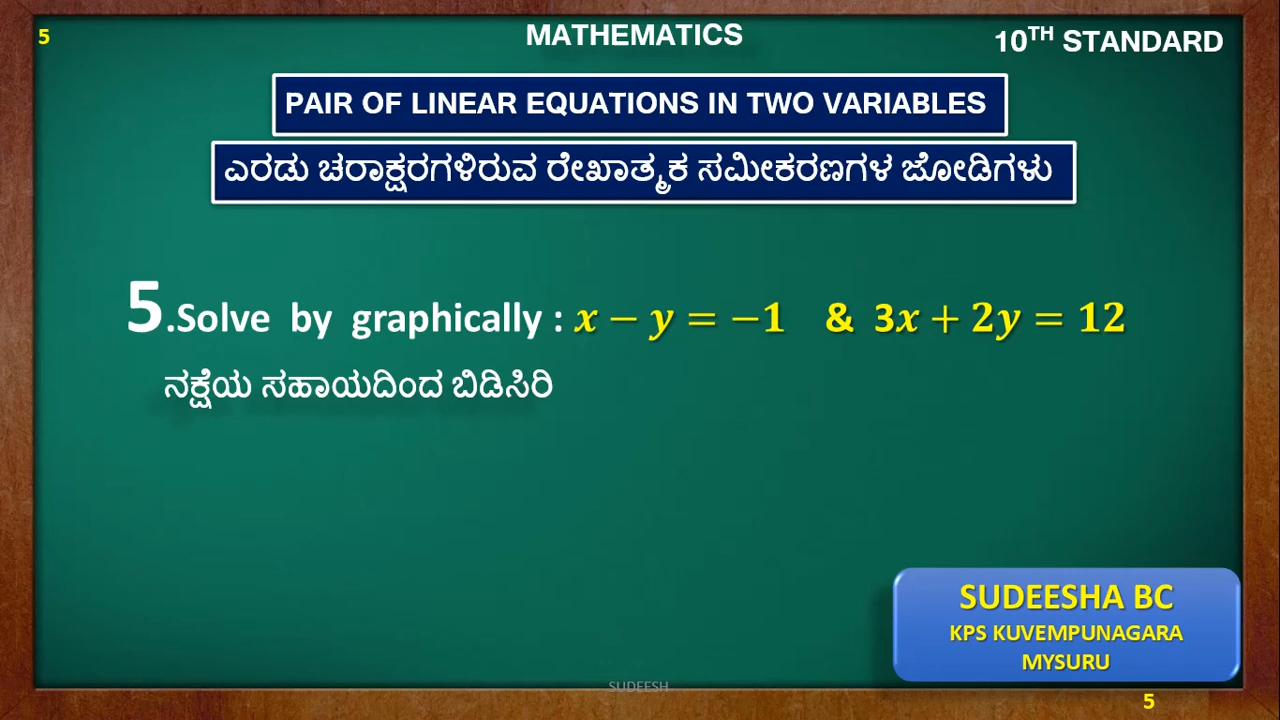 5
MATHEMATICS
10TH STANDARD
PAIR OF LINEAR EQUATIONS IN TWO VARIABLES
ಎರಡು ಚರಾಕ್ಷರಗಳಿರುವ ರೇಖಾತ್ಮಕ ಸಮೀಕರಣಗಳ ಜೋಡಿಗಳು
5.Solve by graphically : x − y = −1 & 3x + 2y = 12
ನಕ್ಷೆಯ ಸಹಾಯದಿಂದ ಬಿಡಿಸಿರಿ
SUDEESHA BC
KPS KUVEMPUNAGARA
MYSURU
SUDEESH
5